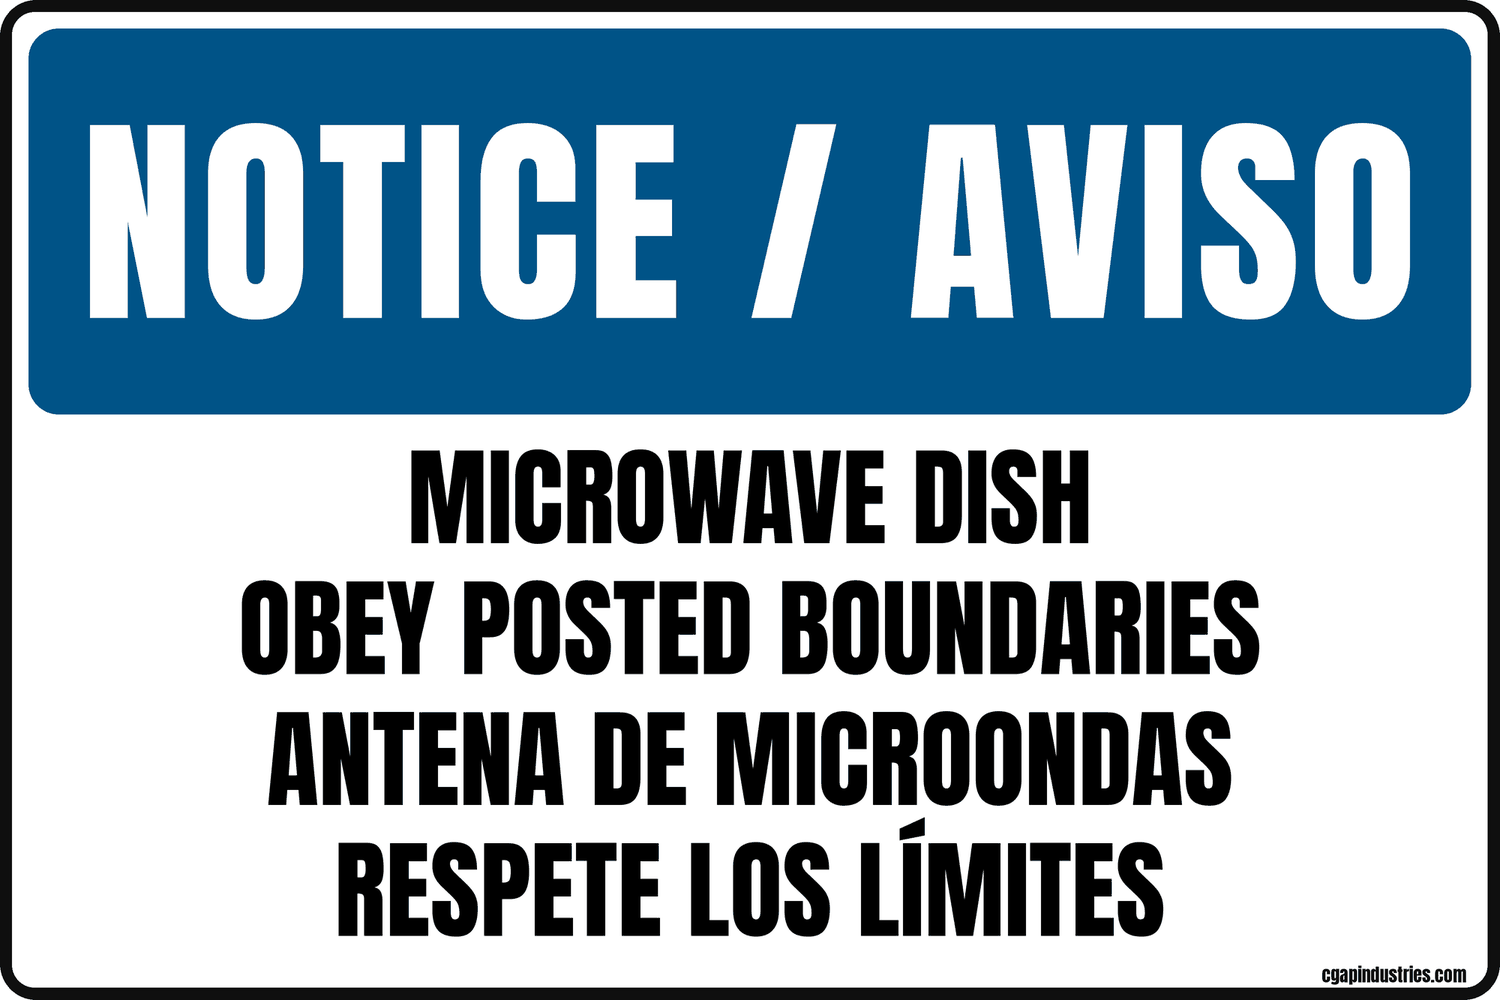 NOTICE / AVISO
MICROWAVE DISH
OBEY POSTED BOUNDARIES
ANTENA DE MICROONDAS
RESPETE LOS LÍMITES
cgapindustries.com